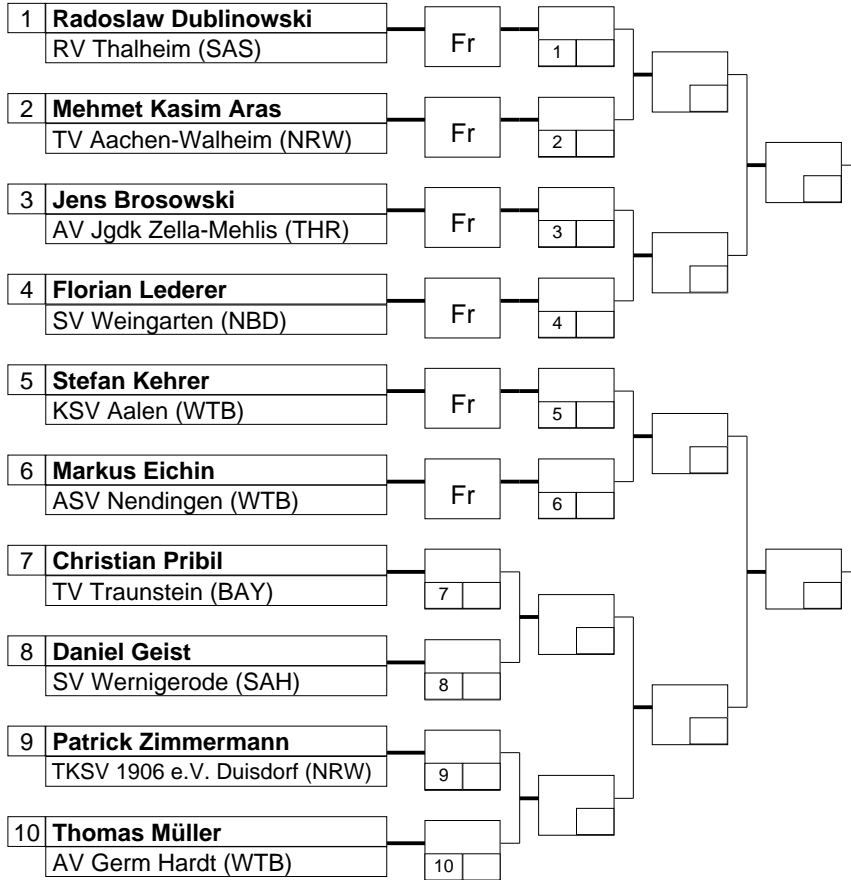 1 Radoslaw Dublinowski
RV Thalheim (SAS)
Fr
1
2 Mehmet Kasim Aras
TV Aachen-Walheim (NRW)
Fr
2
3 Jens Brosowski
AV Jgdk Zella-Mehlis (THR)
Fr
3
4 Florian Lederer
SV Weingarten (NBD)
Fr
4
5 Stefan Kehrer
KSV Aalen (WTB)
Fr
5
6 Markus Eichin
ASV Nendingen (WTB)
Fr
6
7 Christian Pribil
TV Traunstein (BAY)
7
8 Daniel Geist
SV Wernigerode (SAH)
8
9 Patrick Zimmermann
TKSV 1906 e.V. Duisdorf (NRW)
9
10 Thomas Müller
AV Germ Hardt (WTB)
10